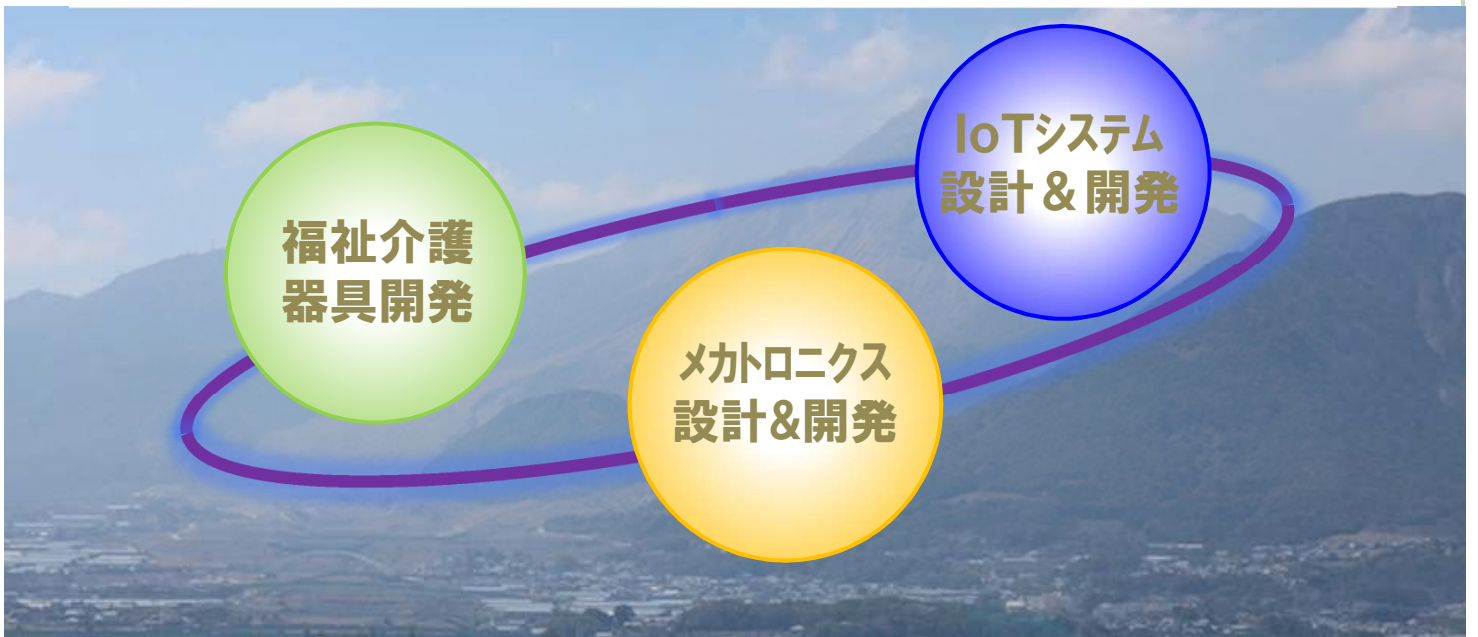 福祉介護
器具開発
メカトロニクス
設計&開発
IoTシステム
設計＆開発